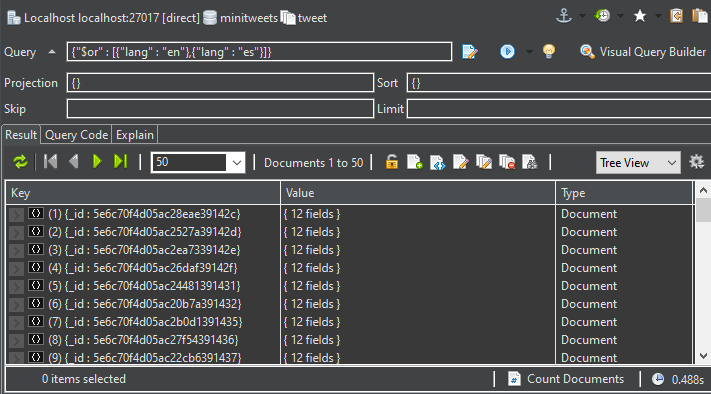 Local localhost:27017 [direct] minitweets tweet
Query {"$or" : [{"lang" : "en"},{"lang" : "es"}]} Visual Query Builder
Projection {} Sort {}
Skip Limit
Result Query Code Explain
50 Documents 1 to 50 Tree View
Key Value Type
(1) {_id : 5e6c70f4d05ac28eae39142c} { 12 fields } Document
(2) {_id : 5e6c70f4d05ac2527a39142d} { 12 fields } Document
(3) {_id : 5e6c70f4d05ac2ea7339142e} { 12 fields } Document
(4) {_id : 5e6c70f4d05ac26daf39142f} { 12 fields } Document
(5) {_id : 5e6c70f4d05ac24481391431} { 12 fields } Document
(6) {_id : 5e6c70f4d05ac20b7a391432} { 12 fields } Document
(7) {_id : 5e6c70f4d05ac2b0d1391435} { 12 fields } Document
(8) {_id : 5e6c70f4d05ac27f54391436} { 12 fields } Document
(9) {_id : 5e6c70f4d05ac22cb6391437} { 12 fields } Document
0 items selected Count Documents 0.488s